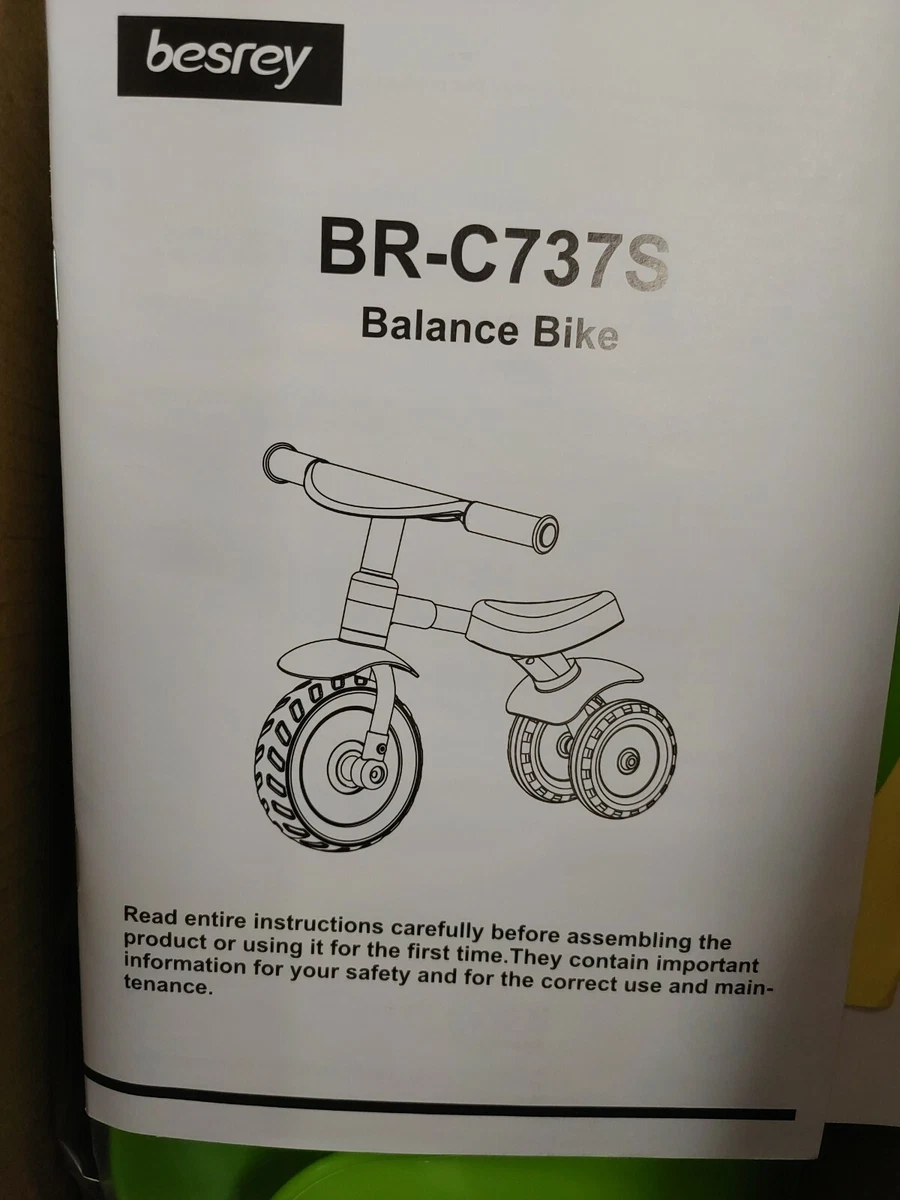 besrey
BR-C737S
Balance Bike
Read entire instructions carefully before assembling the
product or using it for the first time.They contain important
information for your safety and for the correct use and main-
tenance.